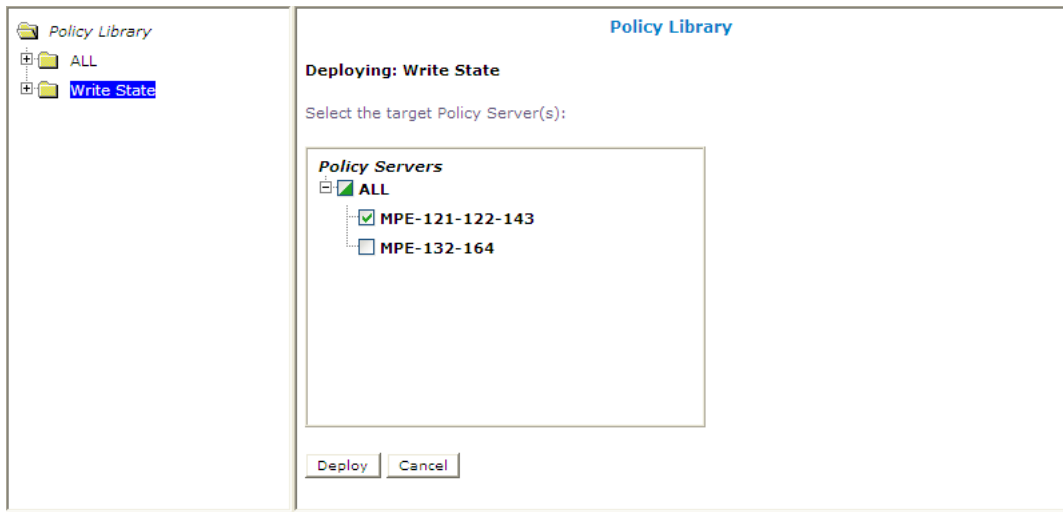 Policy Library
ALL
Write State
Policy Library
Deploying: Write State
Select the target Policy Server(s):
Policy Servers
ALL
MPE-121-122-143
MPE-132-164
Deploy Cancel